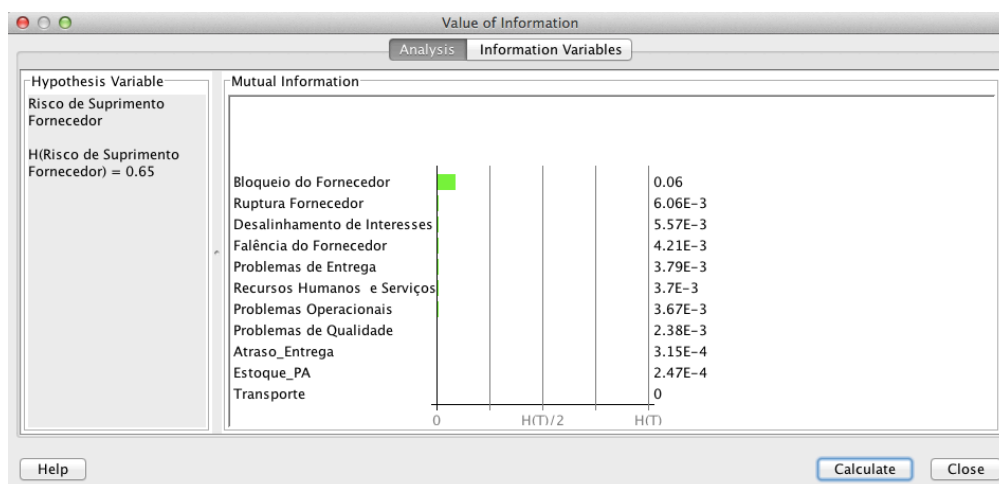 Value of Information
Analysis Information Variables
Hypothesis Variable
Risco de Suprimento
Fornecedor
H(Risco de Suprimento
Fornecedor) = 0.65
Mutual Information
Bloqueio do Fornecedor 0.06
Ruptura Fornecedor 6.06E-3
Desalinhamento de Interesses 5.57E-3
Falência do Fornecedor 4.21E-3
Problemas de Entrega 3.79E-3
Recursos Humanos e Serviços 3.7E-3
Problemas Operacionais 3.67E-3
Problemas de Qualidade 2.38E-3
Atraso_Entrega 3.15E-4
Estoque_PA 2.47E-4
Transporte 0
0 H(T)/2 H(T)
Help Calculate Close